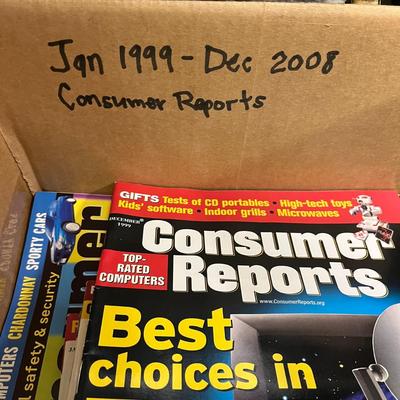 Jan 1999 - Dec 2008
Consumer Reports
GIFTS Tests of CD portables • High-tech toys
Kids' software • Indoor grills • Microwaves
DECEMBER
1999
Consumer
Reports
TOP-
RATED
COMPUTERS
www.ConsumerReports.org
Best
choices in
COMPUTERS CHARDONNAY SPORTY CARS
safety & security